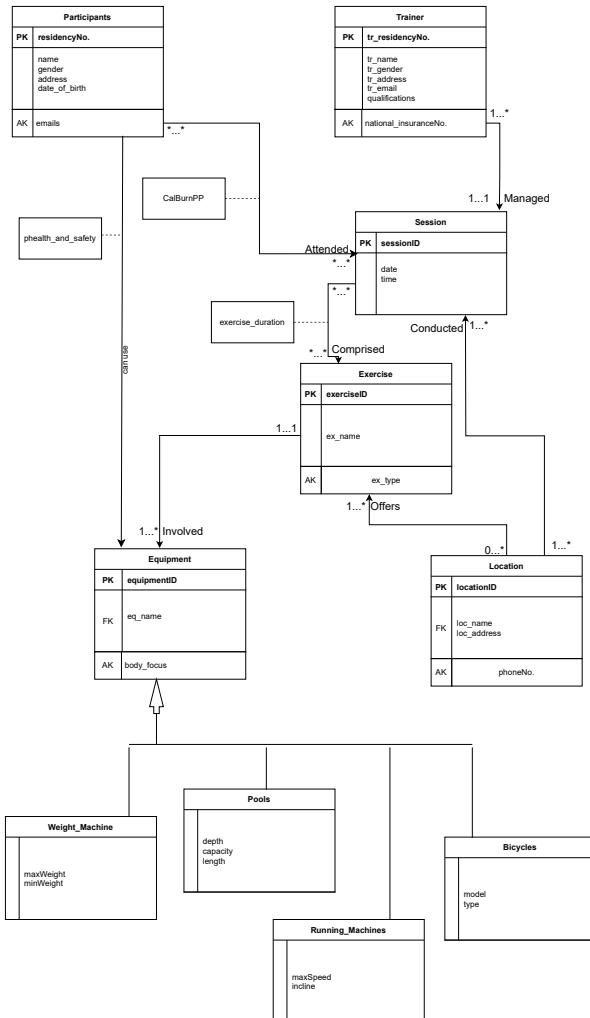 Participants
PK residencyNo.
name
gender
address
date_of_birth
AK emails
Trainer
PK tr_residencyNo.
tr_name
tr_gender
tr_address
tr_email
qualifications
AK national_insuranceNo.
*...*
1...*
CalBurnPP
1...1 Managed
phealth_and_safety
Session
PK sessionID
date
time
Attended
*...*
*...*
exercise_duration
Conducted 1...*
*...* Comprised
can use
Exercise
PK exerciseID
ex_name
AK ex_type
1...1
1...* Offers
1...* Involved
0...*
1...*
Equipment
PK equipmentID
FK eq_name
AK body_focus
Location
PK locationID
FK loc_name
loc_address
AK phoneNo.
Weight_Machine
maxWeight
minWeight
Pools
depth
capacity
length
Bicycles
model
type
Running_Machines
maxSpeed
incline